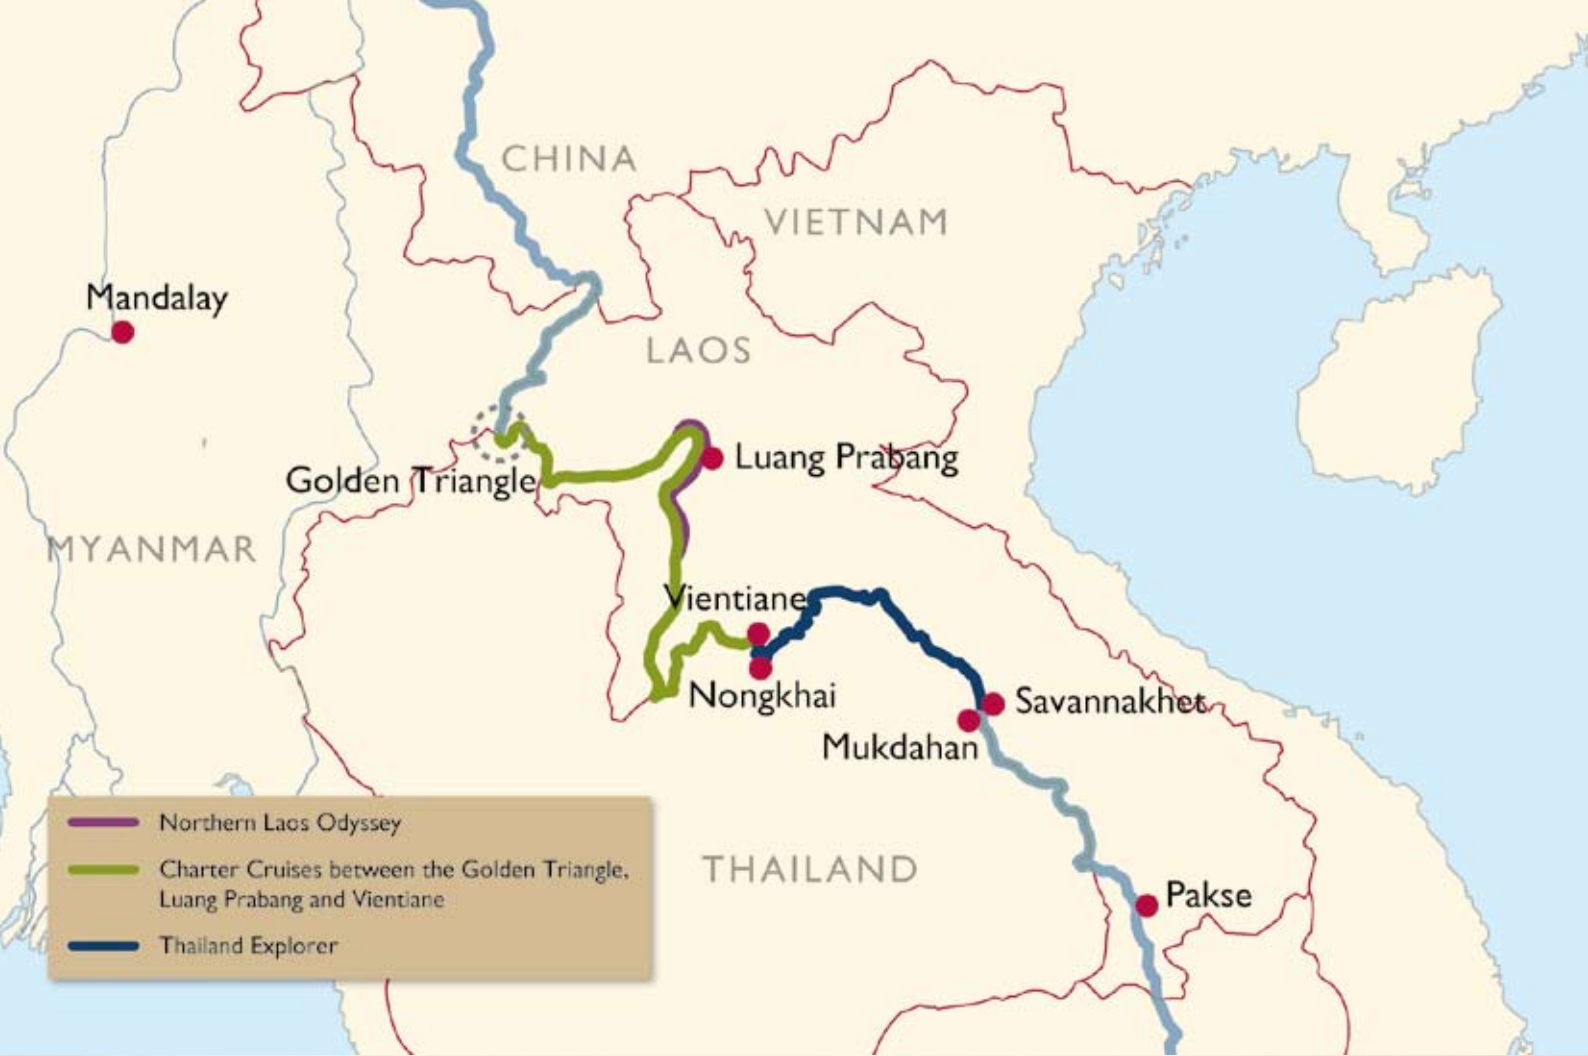 CHINA
VIETNAM
Mandalay
LAOS
Luang Prabang
Golden Triangle
MYANMAR
Vientiane
Nongkhai
Savannakhet
Mukdahan
THAILAND
Pakse
Northern Laos Odyssey
Charter Cruises between the Golden Triangle,
Luang Prabang and Vientiane
Thailand Explorer